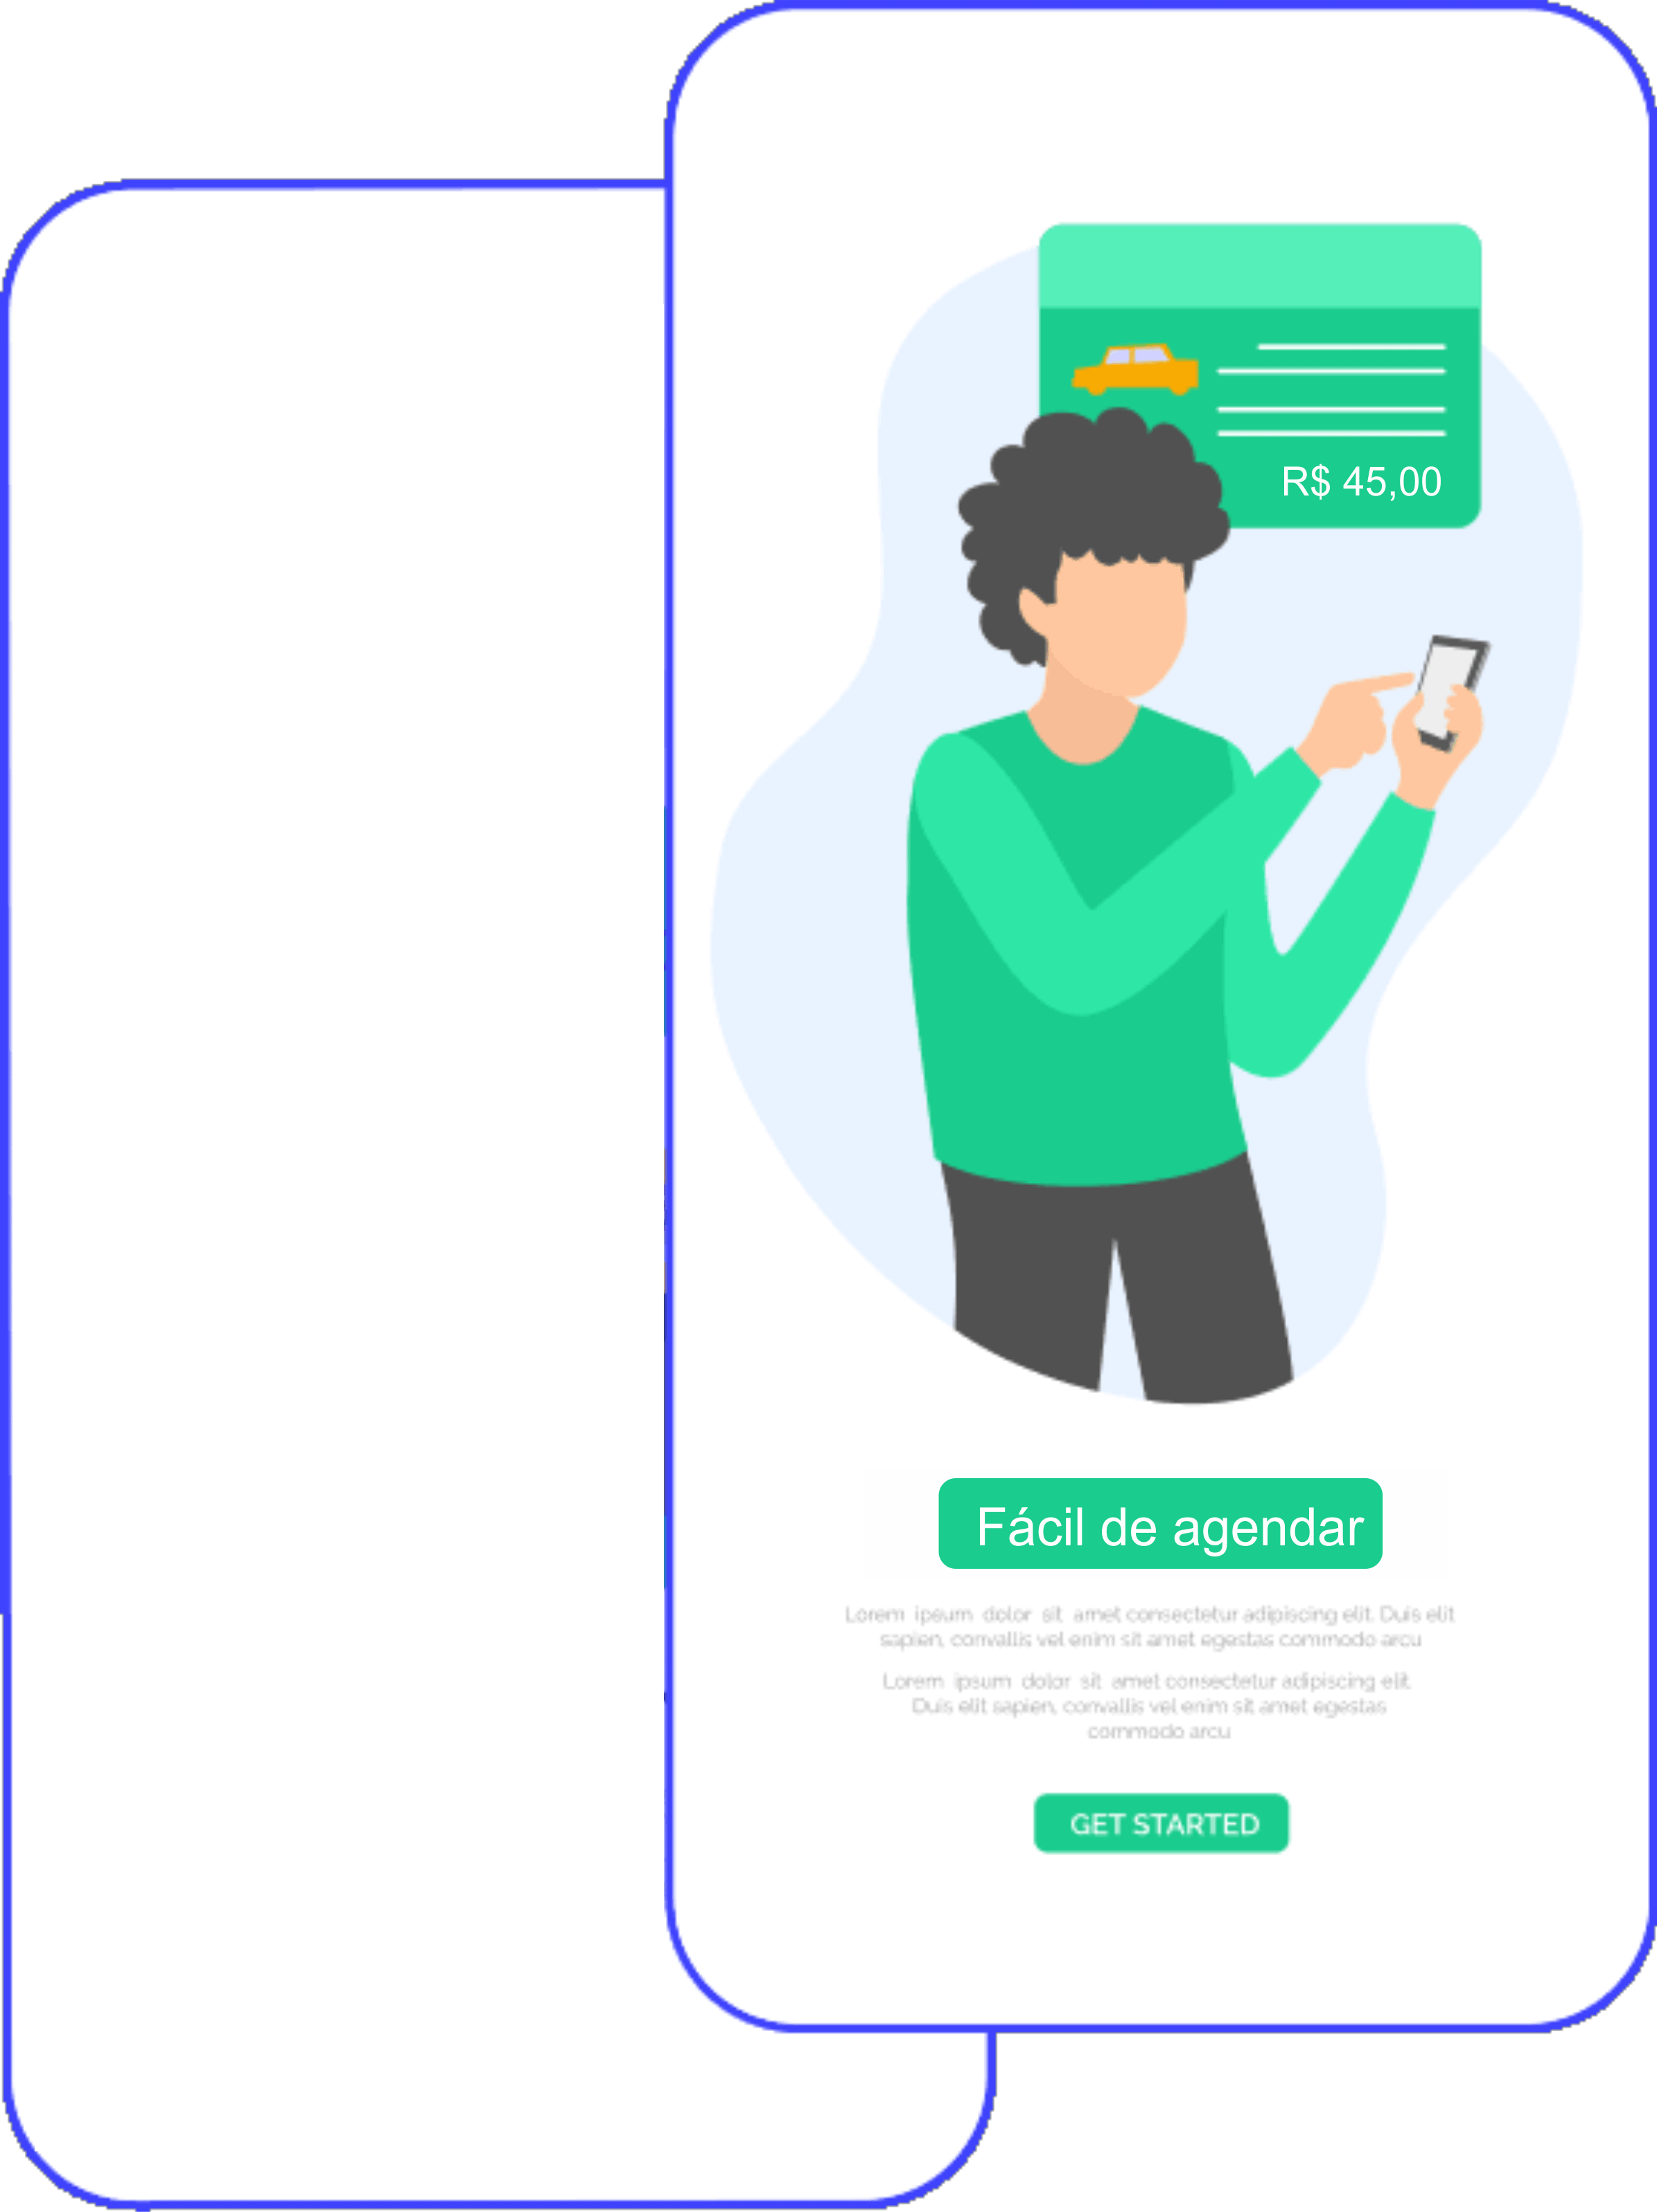 R$ 45,00
Fácil de agendar
Lorem ipsum dolor sit amet consectetur adipiscing elit. Duis elit
sapien, convallis vel enim sit amet egestas commodo arcu
Lorem ipsum dolor sit amet consectetur adipiscing elit.
Duis elit sapien, convallis vel enim sit amet egestas
commodo arcu
GET STARTED